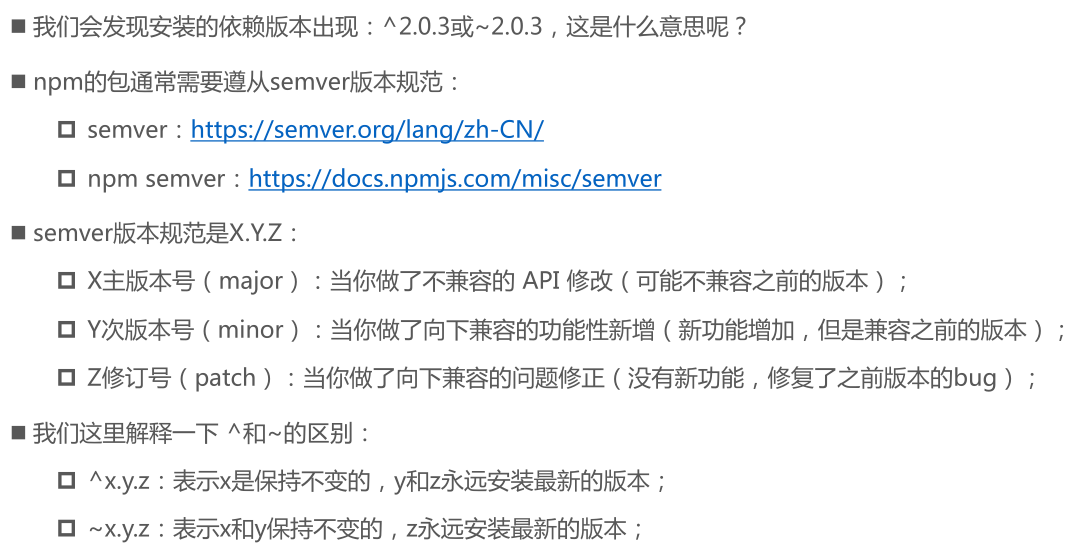 ■ 我们会发现安装的依赖版本出现：^2.0.3或~2.0.3，这是什么意思呢？
■ npm的包通常需要遵从semver版本规范：
semver：https://semver.org/lang/zh-CN/
npm semver：https://docs.npmjs.com/misc/semver
■ semver版本规范是X.Y.Z：
X主版本号（major）：当你做了不兼容的 API 修改（可能不兼容之前的版本）；
Y次版本号（minor）：当你做了向下兼容的功能性新增（新功能增加，但是兼容之前的版本）；
Z修订号（patch）：当你做了向下兼容的问题修正（没有新功能，修复了之前版本的bug）；
■ 我们这里解释一下 ^和~的区别：
^x.y.z：表示x是保持不变的，y和z永远安装最新的版本；
~x.y.z：表示x和y保持不变的，z永远安装最新的版本；